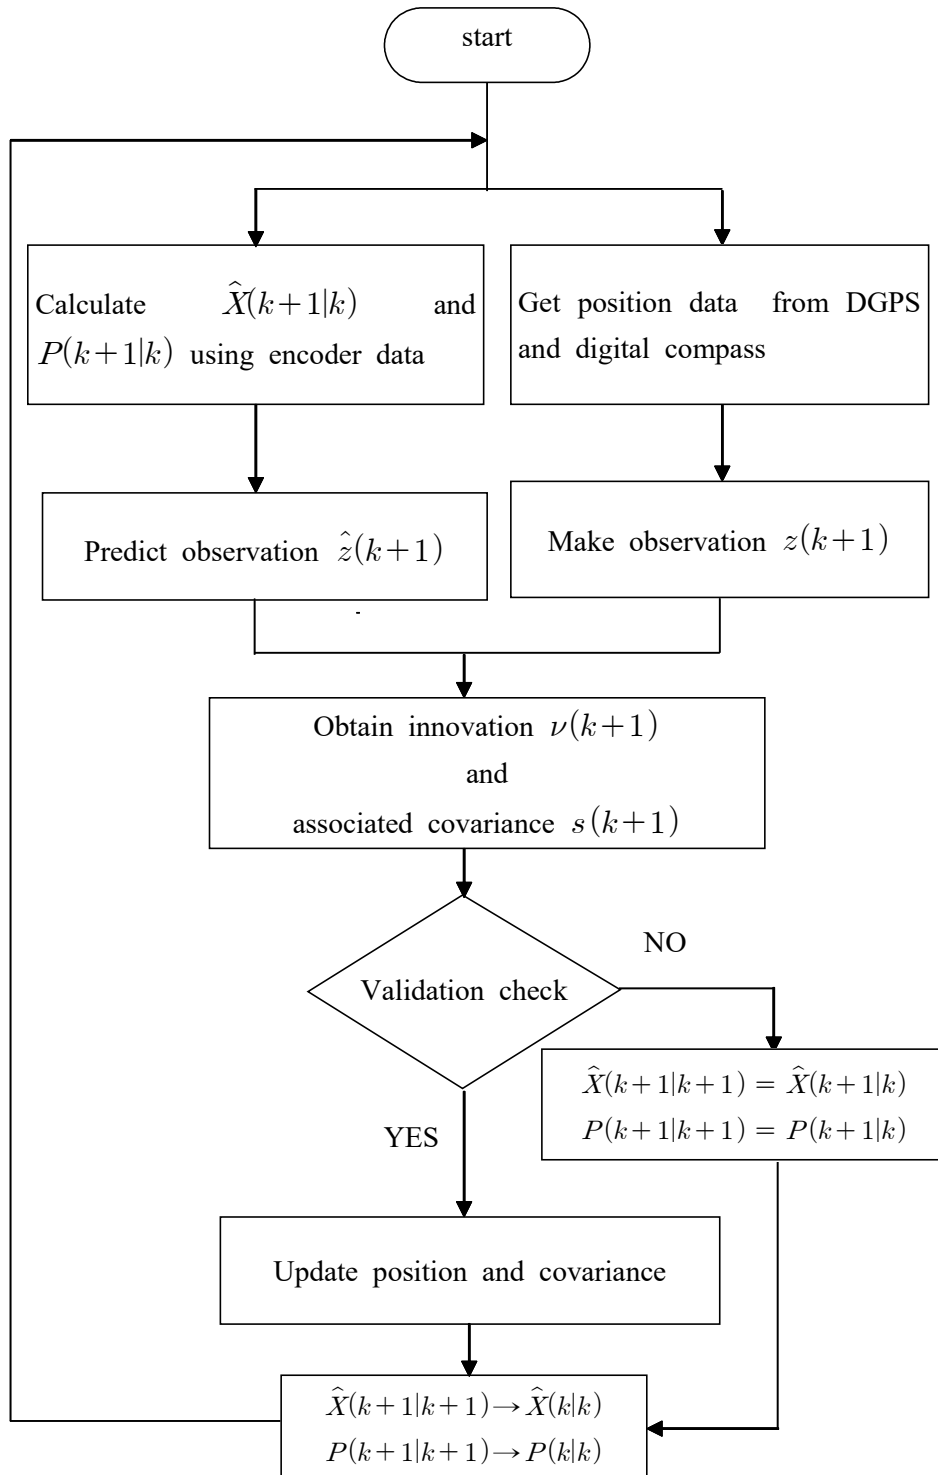 start
Calculate X̂(k+1|k) and
P(k+1|k) using encoder data
Get position data from DGPS
and digital compass
Predict observation ẑ(k+1)
Make observation z(k+1)
Obtain innovation ν(k+1)
and
associated covariance s(k+1)
Validation check
NO
X̂(k+1|k+1) = X̂(k+1|k)
P(k+1|k+1) = P(k+1|k)
YES
Update position and covariance
X̂(k+1|k+1)→X̂(k|k)
P(k+1|k+1)→P(k|k)